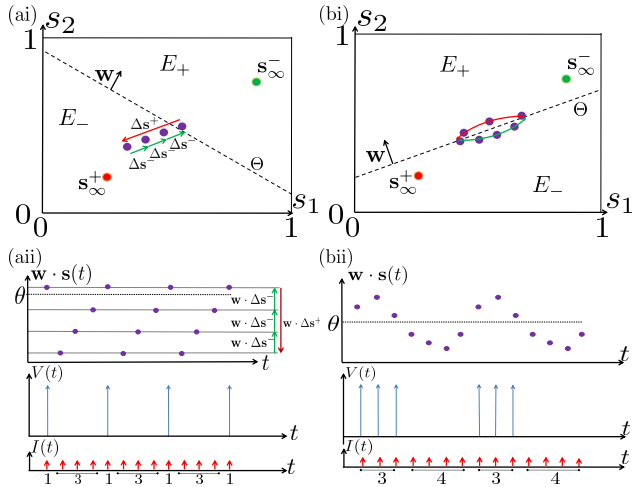 (ai)
s₂
1
E₊
s⁻∞
w
E₋
Δs⁺
Δs⁻
Δs⁻
Δs⁻
Θ
s⁺∞
0
s₁
0
1
(bi)
s₂
1
E₊
s⁻∞
Θ
w
s⁺∞
E₋
0
s₁
0
1
(aii)
w · s(t)
θ
w · Δs⁻
w · Δs⁻
w · Δs⁺
w · Δs⁻
t
V(t)
t
I(t)
t
1 3 1 3 1 3 1
(bii)
w · s(t)
θ
t
V(t)
t
I(t)
t
3 4 3 4